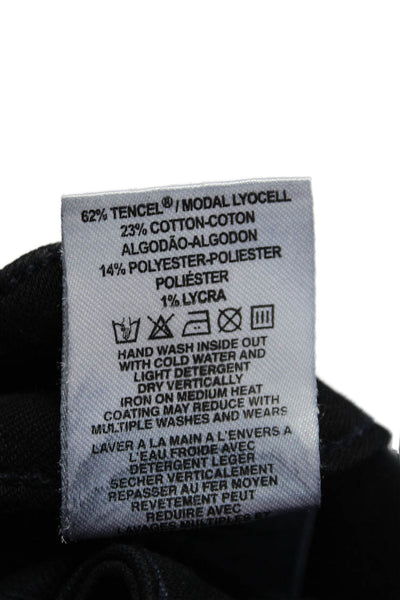 62% TENCEL® / MODAL LYOCELL
23% COTTON-COTON
ALGODÃO-ALGODON
14% POLYESTER-POLIESTER
POLIÉSTER
1% LYCRA
HAND WASH INSIDE OUT
WITH COLD WATER AND
LIGHT DETERGENT
DRY VERTICALLY
IRON ON MEDIUM HEAT
COATING MAY REDUCE WITH
MULTIPLE WASHES AND WEARS
LAVER A LA MAIN A L'ENVERS A
L'EAU FROIDE AVEC
DETERGENT LEGER
SECHER VERTICALEMENT
REPASSER AU FER MOYEN
REVETEMENT PEUT
REDUIRE AVEC
LAVAGES MULTIPLES ET